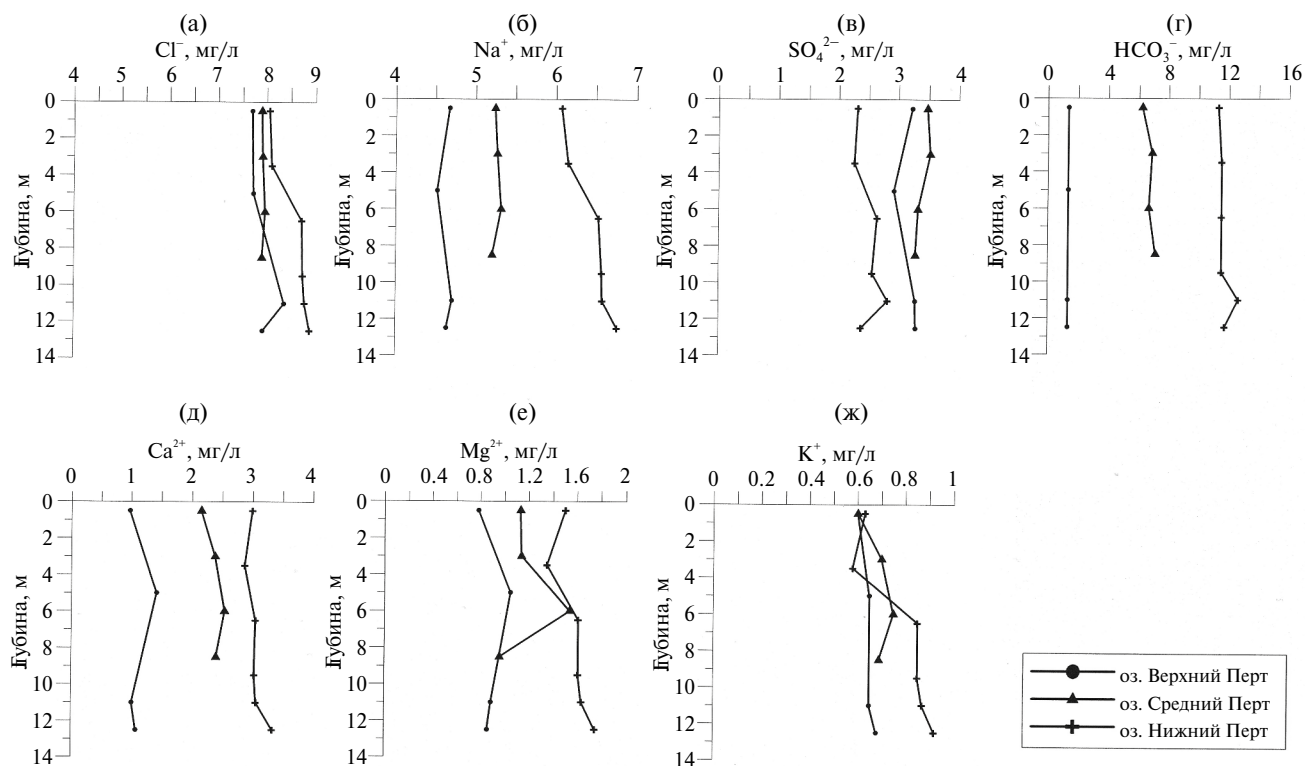 (а) (б) (в) (г)
Cl⁻, мг/л Na⁺, мг/л SO₄²⁻, мг/л HCO₃⁻, мг/л
4 5 6 7 8 9 4 5 6 7 0 1 2 3 4 0 4 8 12 16
0 0 0 0
2 2 2 2
4 4 4 4
6 6 6 6
8 8 8 8
10 10 10 10
12 12 12 12
14 14 14 14
Глубина, м Глубина, м Глубина, м Глубина, м
(д) (е) (ж)
Ca²⁺, мг/л Mg²⁺, мг/л K⁺, мг/л
0 1 2 3 4 0 0.4 0.8 1.2 1.6 2 0 0.2 0.4 0.6 0.8 1
0 0 0
2 2 2
4 4 4
6 6 6
8 8 8
10 10 10
12 12 12
14 14 14
Глубина, м Глубина, м Глубина, м
оз. Верхний Перт
оз. Средний Перт
оз. Нижний Перт